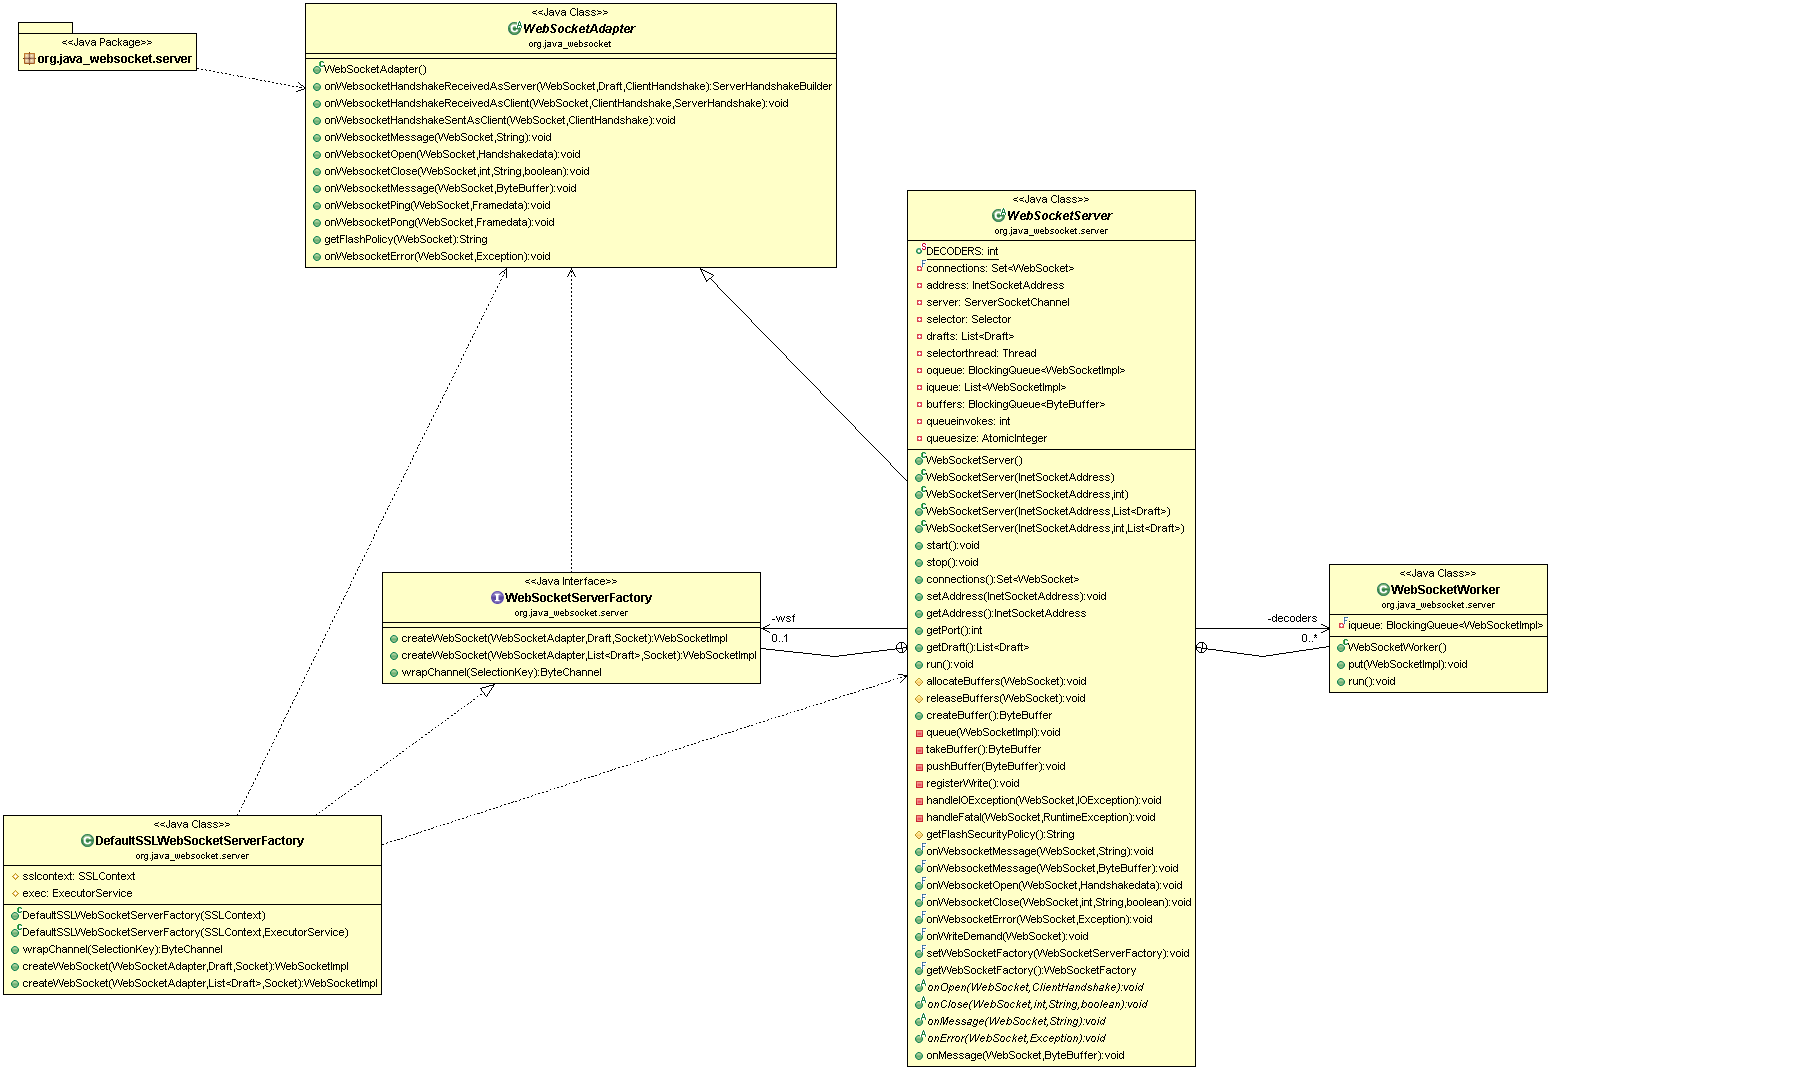 <<Java Package>>
org.java_websocket.server
<<Java Class>>
WebSocketAdapter
org.java_websocket
WebSocketAdapter()
onWebsocketHandshakeReceivedAsServer(WebSocket,Draft,ClientHandshake):ServerHandshakeBuilder
onWebsocketHandshakeReceivedAsClient(WebSocket,ClientHandshake,ServerHandshake):void
onWebsocketHandshakeSentAsClient(WebSocket,ClientHandshake):void
onWebsocketMessage(WebSocket,String):void
onWebsocketOpen(WebSocket,Handshakedata):void
onWebsocketClose(WebSocket,int,String,boolean):void
onWebsocketMessage(WebSocket,ByteBuffer):void
onWebsocketPing(WebSocket,Framedata):void
onWebsocketPong(WebSocket,Framedata):void
getFlashPolicy(WebSocket):String
onWebsocketError(WebSocket,Exception):void
<<Java Class>>
WebSocketServer
org.java_websocket.server
DECODERS: int
connections: Set<WebSocket>
address: InetSocketAddress
server: ServerSocketChannel
selector: Selector
drafts: List<Draft>
selectorthread: Thread
oqueue: BlockingQueue<WebSocketImpl>
iqueue: List<WebSocketImpl>
buffers: BlockingQueue<ByteBuffer>
queueinvokes: int
queuesize: AtomicInteger
WebSocketServer()
WebSocketServer(InetSocketAddress)
WebSocketServer(InetSocketAddress,int)
WebSocketServer(InetSocketAddress,List<Draft>)
WebSocketServer(InetSocketAddress,int,List<Draft>)
start():void
stop():void
connections():Set<WebSocket>
setAddress(InetSocketAddress):void
getAddress():InetSocketAddress
getPort():int
getDraft():List<Draft>
run():void
allocateBuffers(WebSocket):void
releaseBuffers(WebSocket):void
createBuffer():ByteBuffer
queue(WebSocketImpl):void
takeBuffer():ByteBuffer
pushBuffer(ByteBuffer):void
registerWrite():void
handleIOException(WebSocket,IOException):void
handleFatal(WebSocket,RuntimeException):void
getFlashSecurityPolicy():String
onWebsocketMessage(WebSocket,String):void
onWebsocketMessage(WebSocket,ByteBuffer):void
onWebsocketOpen(WebSocket,Handshakedata):void
onWebsocketClose(WebSocket,int,String,boolean):void
onWebsocketError(WebSocket,Exception):void
onWriteDemand(WebSocket):void
setWebSocketFactory(WebSocketServerFactory):void
getWebSocketFactory():WebSocketFactory
onOpen(WebSocket,ClientHandshake):void
onClose(WebSocket,int,String,boolean):void
onMessage(WebSocket,String):void
onError(WebSocket,Exception):void
onMessage(WebSocket,ByteBuffer):void
<<Java Interface>>
WebSocketServerFactory
org.java_websocket.server
createWebSocket(WebSocketAdapter,Draft,Socket):WebSocketImpl
createWebSocket(WebSocketAdapter,List<Draft>,Socket):WebSocketImpl
wrapChannel(SelectionKey):ByteChannel
-wsf
0..1
-decoders
0..*
<<Java Class>>
WebSocketWorker
org.java_websocket.server
iqueue: BlockingQueue<WebSocketImpl>
WebSocketWorker()
put(WebSocketImpl):void
run():void
<<Java Class>>
DefaultSSLWebSocketServerFactory
org.java_websocket.server
sslcontext: SSLContext
exec: ExecutorService
DefaultSSLWebSocketServerFactory(SSLContext)
DefaultSSLWebSocketServerFactory(SSLContext,ExecutorService)
wrapChannel(SelectionKey):ByteChannel
createWebSocket(WebSocketAdapter,Draft,Socket):WebSocketImpl
createWebSocket(WebSocketAdapter,List<Draft>,Socket):WebSocketImpl